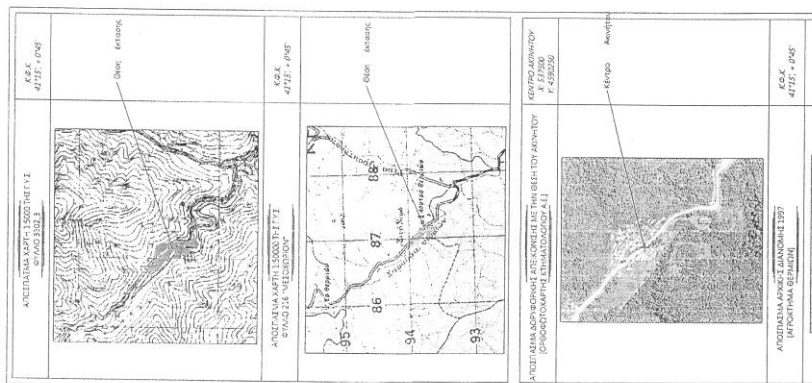 ΑΠΟΣΠΑΣΜΑ ΧΑΡΤΗ 1:5000 ΤΗΣ Γ.Υ.Σ.
ΦΥΛΛΟ 3102,3
Κ.Φ.Χ.
41°15'; + 0°45'
Θέση έκτασης
ΑΠΟΣΠΑΣΜΑ ΧΑΡΤΗ 1:50000 ΤΗΣ Γ.Υ.Σ.
ΦΥΛΛΟ 216 "ΜΕΣΟΧΩΡΙΟΝ"
Κ.Φ.Χ.
41°15'; + 0°45'
Θέση έκτασης
95
94
93
86
87
88
ΑΠΟΣΠΑΣΜΑ ΔΟΡΥΦΟΡΙΚΗΣ ΑΠΕΙΚΟΝΙΣΗΣ ΜΕ ΤΗΝ ΘΕΣΗ ΤΟΥ ΑΚΙΝΗΤΟΥ
(ΟΡΘΟΦΩΤΟΧΑΡΤΗΣ ΚΤΗΜΑΤΟΛΟΓΙΟΥ Α.Ε.)
ΚΕΝΤΡΟ ΑΚΙΝΗΤΟΥ
Χ: 537500
Υ: 4590250
Κέντρο Ακινήτου
ΑΠΟΣΠΑΣΜΑ ΑΡΧΙΚΗΣ ΔΙΑΝΟΜΗΣ 1997
(ΑΓΡΟΚΤΗΜΑ ΘΕΡΜΩΝ)
Κ.Φ.Χ.
41°15'; + 0°45'